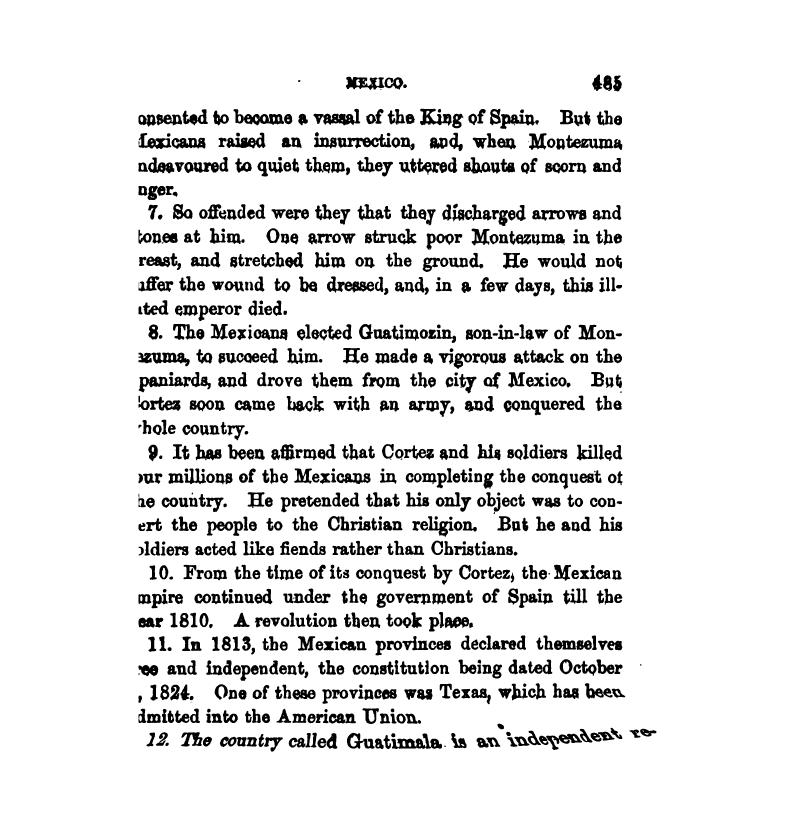 MEXICO. 485
onsented to become a vassal of the King of Spain. But the
Mexicans raised an insurrection, and, when Montezuma
ndeavoured to quiet them, they uttered shouts of scorn and
nger.
7. So offended were they that they discharged arrows and
tones at him. One arrow struck poor Montezuma in the
reast, and stretched him on the ground. He would not
uffer the wound to be dressed, and, in a few days, this ill-
ated emperor died.
8. The Mexicans elected Guatimozin, son-in-law of Mon-
ezuma, to succeed him. He made a vigorous attack on the
paniards, and drove them from the city of Mexico. But
Cortez soon came back with an army, and conquered the
whole country.
9. It has been affirmed that Cortez and his soldiers killed
our millions of the Mexicans in completing the conquest of
he country. He pretended that his only object was to con-
ert the people to the Christian religion. But he and his
oldiers acted like fiends rather than Christians.
10. From the time of its conquest by Cortez, the Mexican
mpire continued under the government of Spain till the
ear 1810. A revolution then took place.
11. In 1813, the Mexican provinces declared themselves
ree and independent, the constitution being dated October
, 1824. One of these provinces was Texas, which has been
dmitted into the American Union.
12. The country called Guatimala is an independent re-